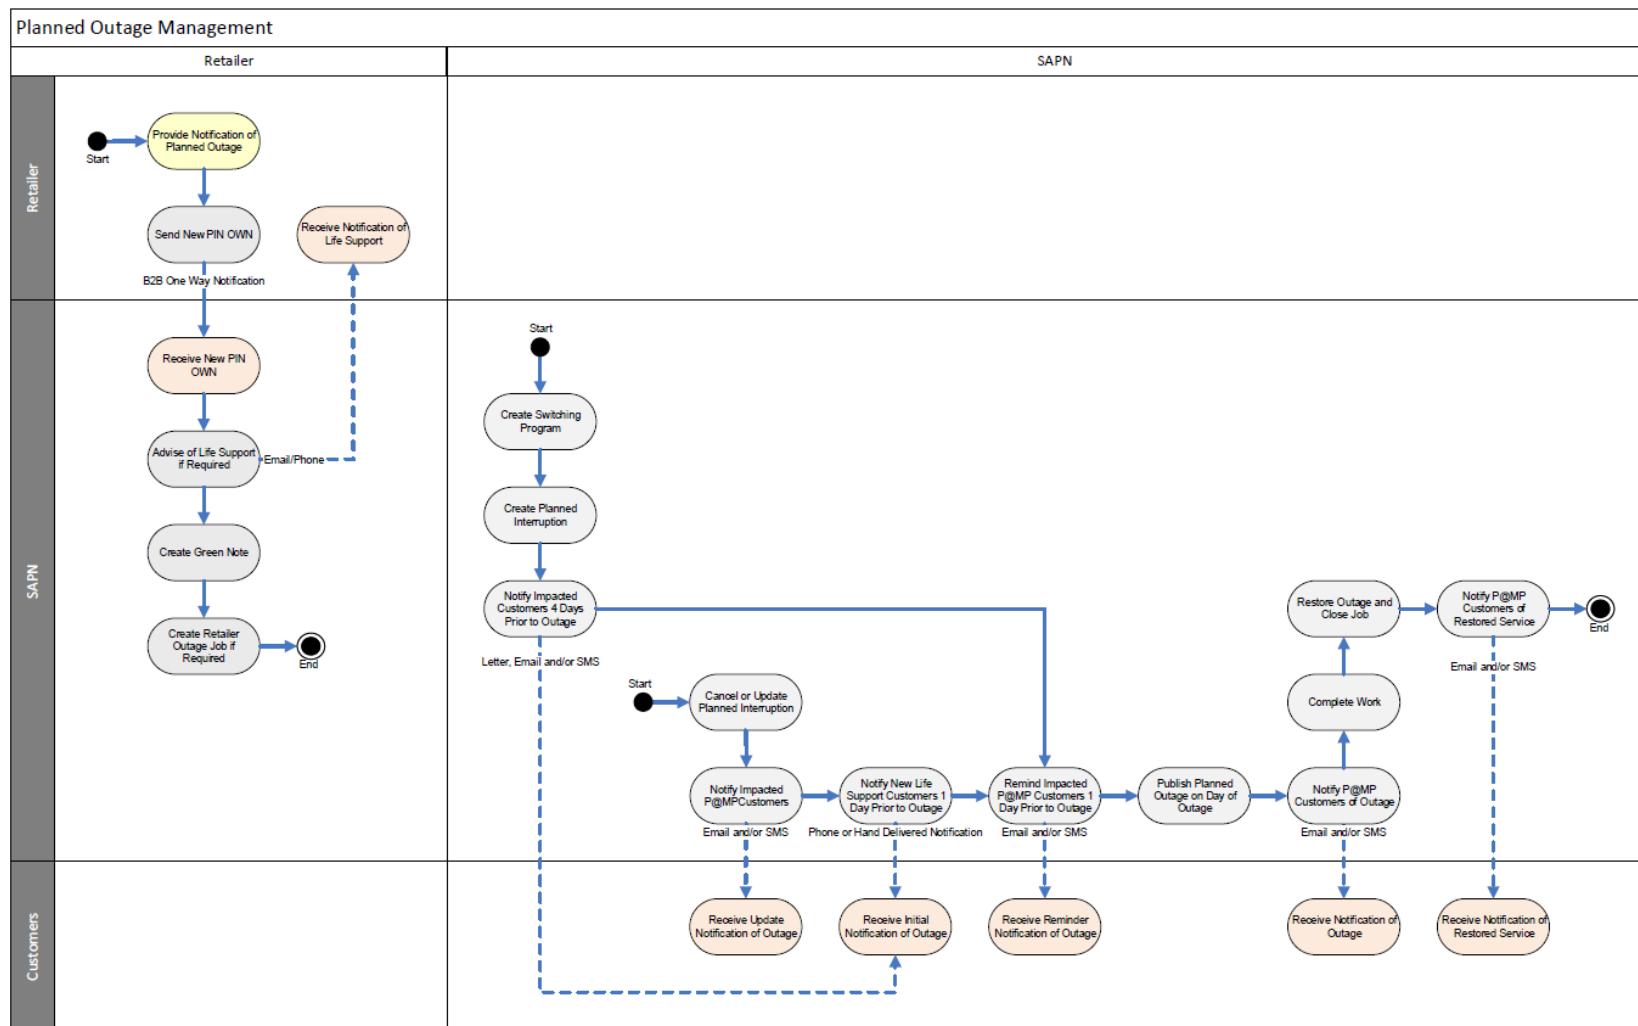 Planned Outage Management
Retailer
SAPN
Retailer
Start
Provide Notification of
Planned Outage
Send New PIN OWN
Receive Notification of
Life Support
B2B One Way Notification
SAPN
Receive New PIN
OWN
Advise of Life Support
if Required
Email/Phone
Create Green Note
Create Retailer
Outage Job if
Required
End
Start
Create Switching
Program
Create Planned
Interruption
Notify Impacted
Customers 4 Days
Prior to Outage
Letter, Email and/or SMS
Start
Cancel or Update
Planned Interruption
Notify Impacted
P@MPCustomers
Email and/or SMS
Notify New Life
Support Customers 1
Day Prior to Outage
Phone or Hand Delivered Notification
Remind Impacted
P@MP Customers 1
Day Prior to Outage
Email and/or SMS
Publish Planned
Outage on Day of
Outage
Notify P@MP
Customers of Outage
Email and/or SMS
Complete Work
Restore Outage and
Close Job
Notify P@MP
Customers of
Restored Service
End
Email and/or SMS
Customers
Receive Update
Notification of Outage
Receive Initial
Notification of Outage
Receive Reminder
Notification of Outage
Receive Notification of
Outage
Receive Notification of
Restored Service